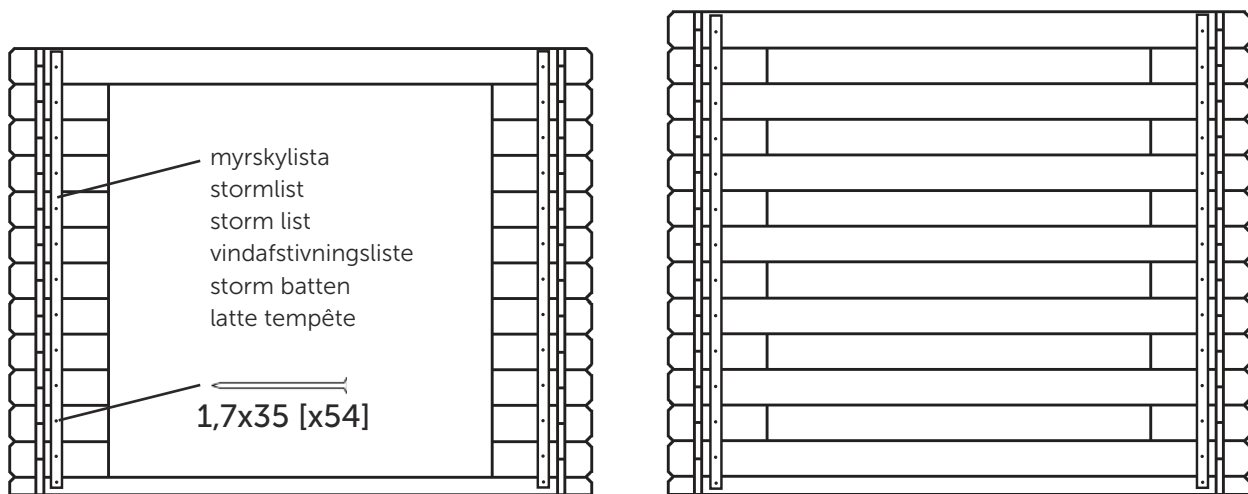 myrskylista
stormlist
storm list
vindafstivningsliste
storm batten
latte tempête
1,7x35 [x54]